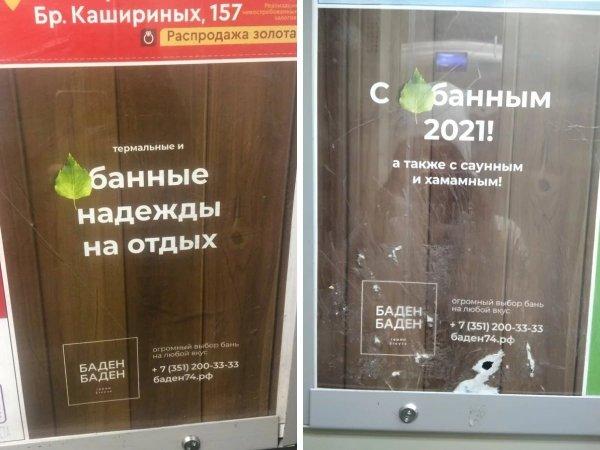 Бр. Кашириных, 157
Распродажа золота
термальные и
банные
надежды
на отдых
БАДЕН
БАДЕН
огромный выбор бань
на любой вкус
+ 7 (351) 200-33-33
баден74.рф
С банным
2021!
а также с саунным
и хамамным!
БАДЕН
БАДЕН
огромный выбор бань
на любой вкус
+ 7 (351) 200-33-33
баден74.рф